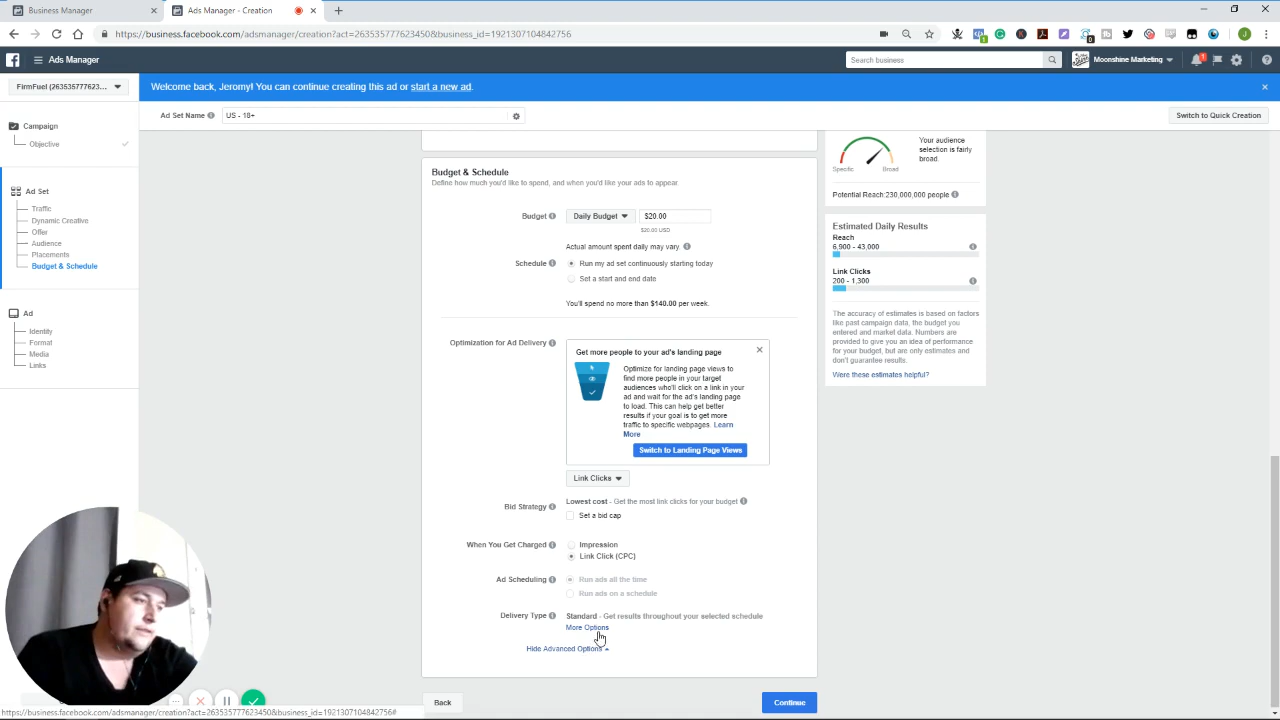 Business Manager
Ads Manager - Creation
https://business.facebook.com/adsmanager/creation?act=263535777623450&business_id=1921307104842756
Ads Manager
Search business
Moonshine Marketing
FirmFuel (263535777623...
Welcome back, Jeromy! You can continue creating this ad or start a new ad.
Ad Set Name
US - 18+
Switch to Quick Creation
Campaign
Objective
Ad Set
Traffic
Dynamic Creative
Offer
Audience
Placements
Budget & Schedule
Ad
Identity
Format
Media
Links
Budget & Schedule
Define how much you'd like to spend, and when you'd like your ads to appear.
Budget
Daily Budget
$20.00
$20.00 USD
Actual amount spent daily may vary.
Schedule
Run my ad set continuously starting today
Set a start and end date
You'll spend no more than $140.00 per week.
Optimization for Ad Delivery
Get more people to your ad's landing page
Optimize for landing page views to
find more people in your target
audiences who'll click on a link in your
ad and wait for the ad's landing page
to load. This can help get better
results if your goal is to get more
traffic to specific webpages. Learn
More
Switch to Landing Page Views
Link Clicks
Bid Strategy
Lowest cost - Get the most link clicks for your budget
Set a bid cap
When You Get Charged
Impression
Link Click (CPC)
Ad Scheduling
Run ads all the time
Run ads on a schedule
Delivery Type
Standard - Get results throughout your selected schedule
More Options
Hide Advanced Options
Back
Continue
Specific
Broad
Your audience
selection is fairly
broad.
Potential Reach:230,000,000 people
Estimated Daily Results
Reach
6,900 - 43,000
Link Clicks
200 - 1,300
The accuracy of estimates is based on factors
like past campaign data, the budget you
entered and market data. Numbers are
provided to give you an idea of performance
for your budget, but are only estimates and
don't guarantee results.
Were these estimates helpful?
https://business.facebook.com/adsmanager/creation?act=263535777623450&business_id=1921307104842756#